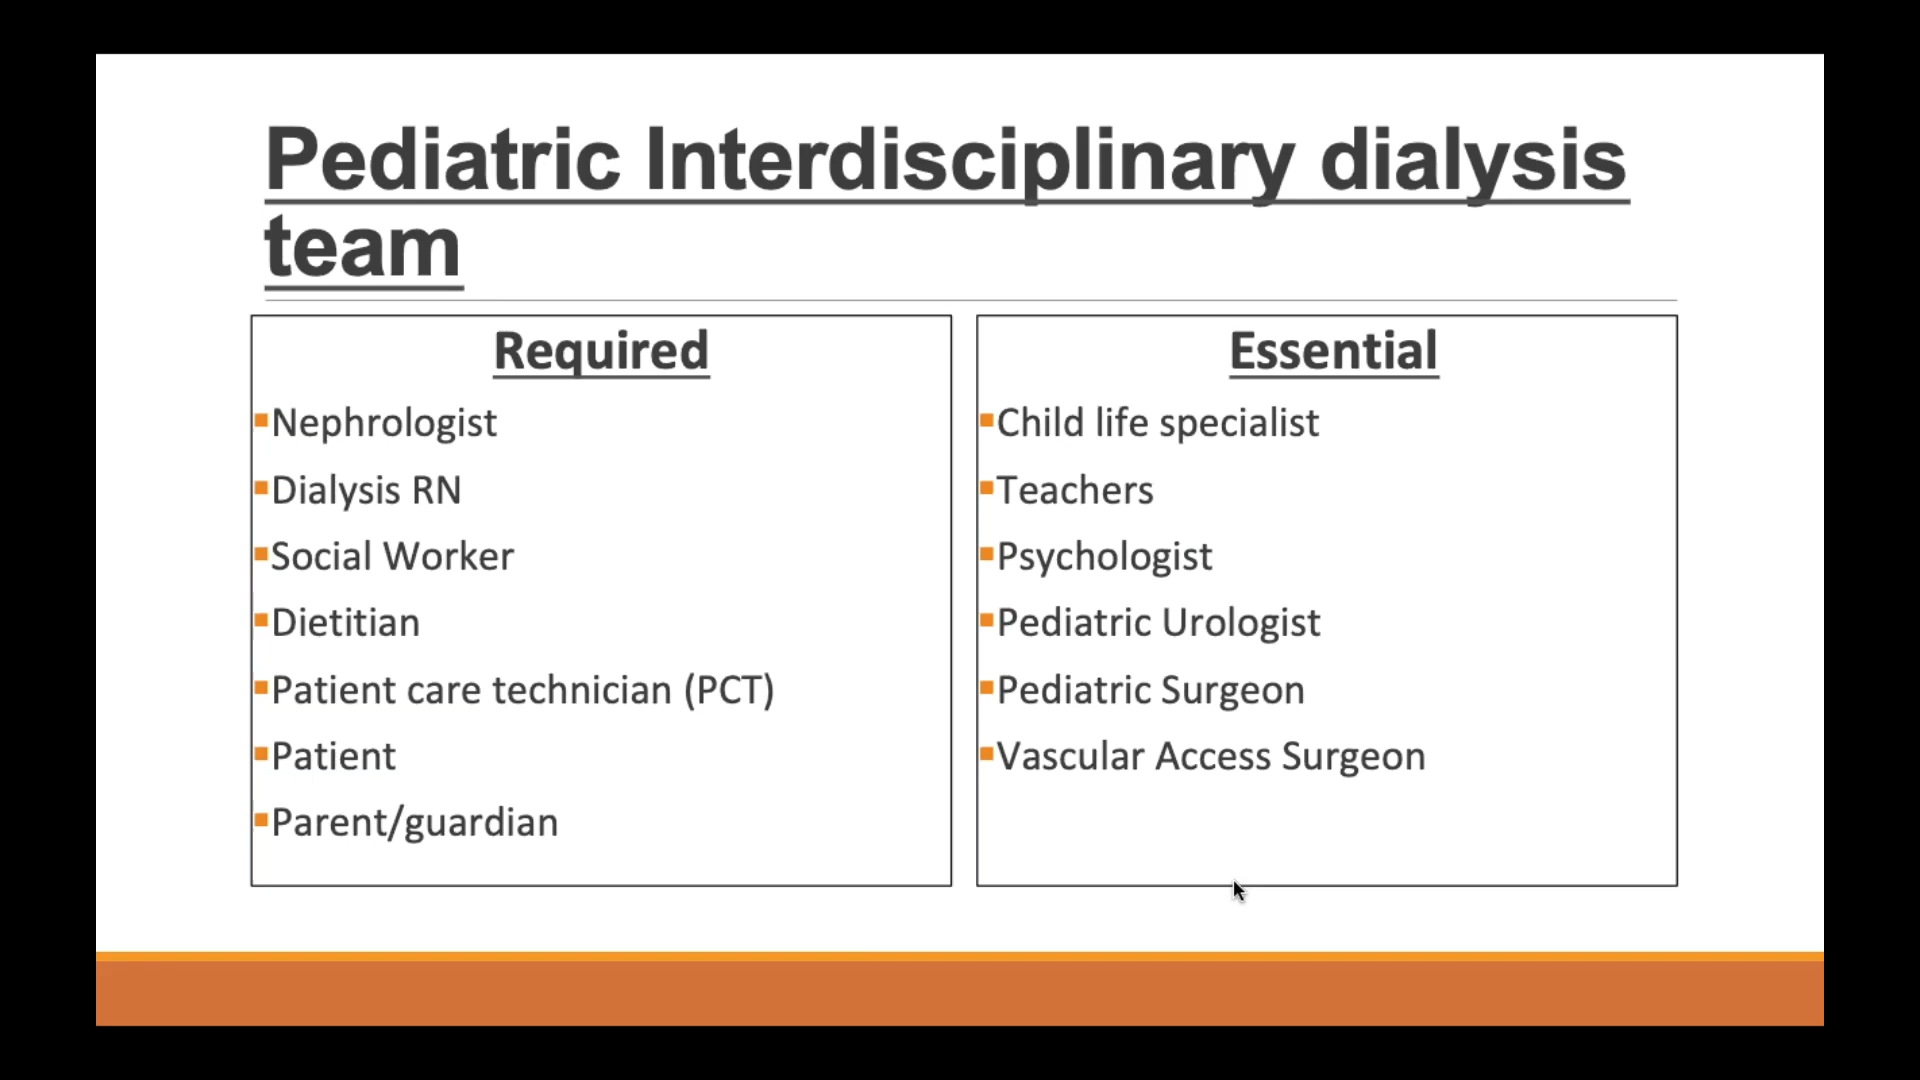 Pediatric Interdisciplinary dialysis
team
Required
Nephrologist
Dialysis RN
Social Worker
Dietitian
Patient care technician (PCT)
Patient
Parent/guardian
Essential
Child life specialist
Teachers
Psychologist
Pediatric Urologist
Pediatric Surgeon
Vascular Access Surgeon